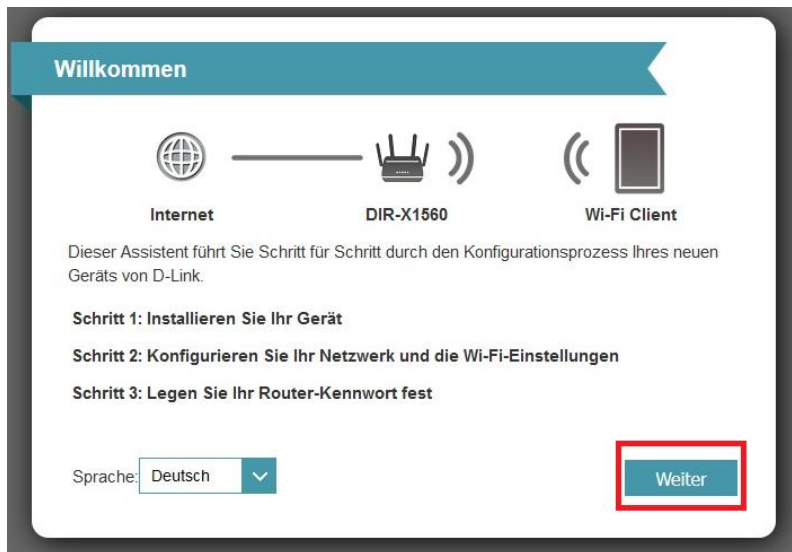 Willkommen
Internet
DIR-X1560
Wi-Fi Client
Dieser Assistent führt Sie Schritt für Schritt durch den Konfigurationsprozess Ihres neuen
Geräts von D-Link.
Schritt 1: Installieren Sie Ihr Gerät
Schritt 2: Konfigurieren Sie Ihr Netzwerk und die Wi-Fi-Einstellungen
Schritt 3: Legen Sie Ihr Router-Kennwort fest
Sprache: Deutsch
Weiter